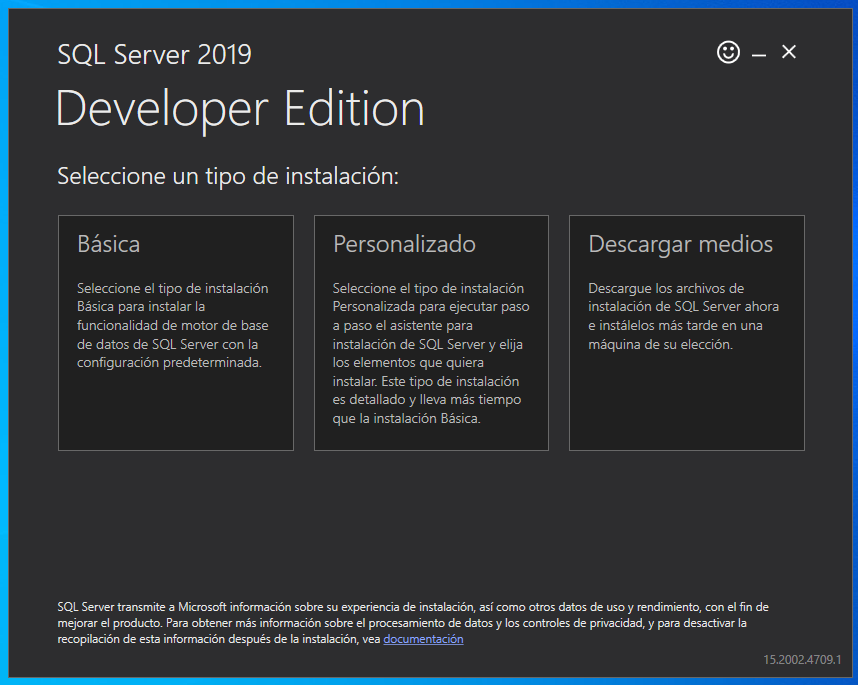 SQL Server 2019
Developer Edition
Seleccione un tipo de instalación:
Básica
Seleccione el tipo de instalación
Básica para instalar la
funcionalidad de motor de base
de datos de SQL Server con la
configuración predeterminada.
Personalizado
Seleccione el tipo de instalación
Personalizada para ejecutar paso
a paso el asistente para
instalación de SQL Server y elija
los elementos que quiera
instalar. Este tipo de instalación
es detallado y lleva más tiempo
que la instalación Básica.
Descargar medios
Descargue los archivos de
instalación de SQL Server ahora
e instálelos más tarde en una
máquina de su elección.
SQL Server transmite a Microsoft información sobre su experiencia de instalación, así como otros datos de uso y rendimiento, con el fin de
mejorar el producto. Para obtener más información sobre el procesamiento de datos y los controles de privacidad, y para desactivar la
recopilación de esta información después de la instalación, vea documentación
15.2002.4709.1